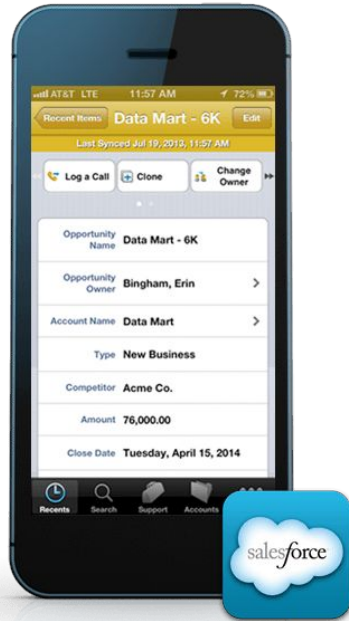 AT&T LTE 11:57 AM 72%
Recent Items Data Mart - 6K Edit
Last Synced Jul 19, 2013, 11:57 AM
Log a Call Clone Change Owner
Opportunity Name Data Mart - 6K
Opportunity Owner Bingham, Erin
Account Name Data Mart
Type New Business
Competitor Acme Co.
Amount 76,000.00
Close Date Tuesday, April 15, 2014
Recents Search Support Accounts
salesforce